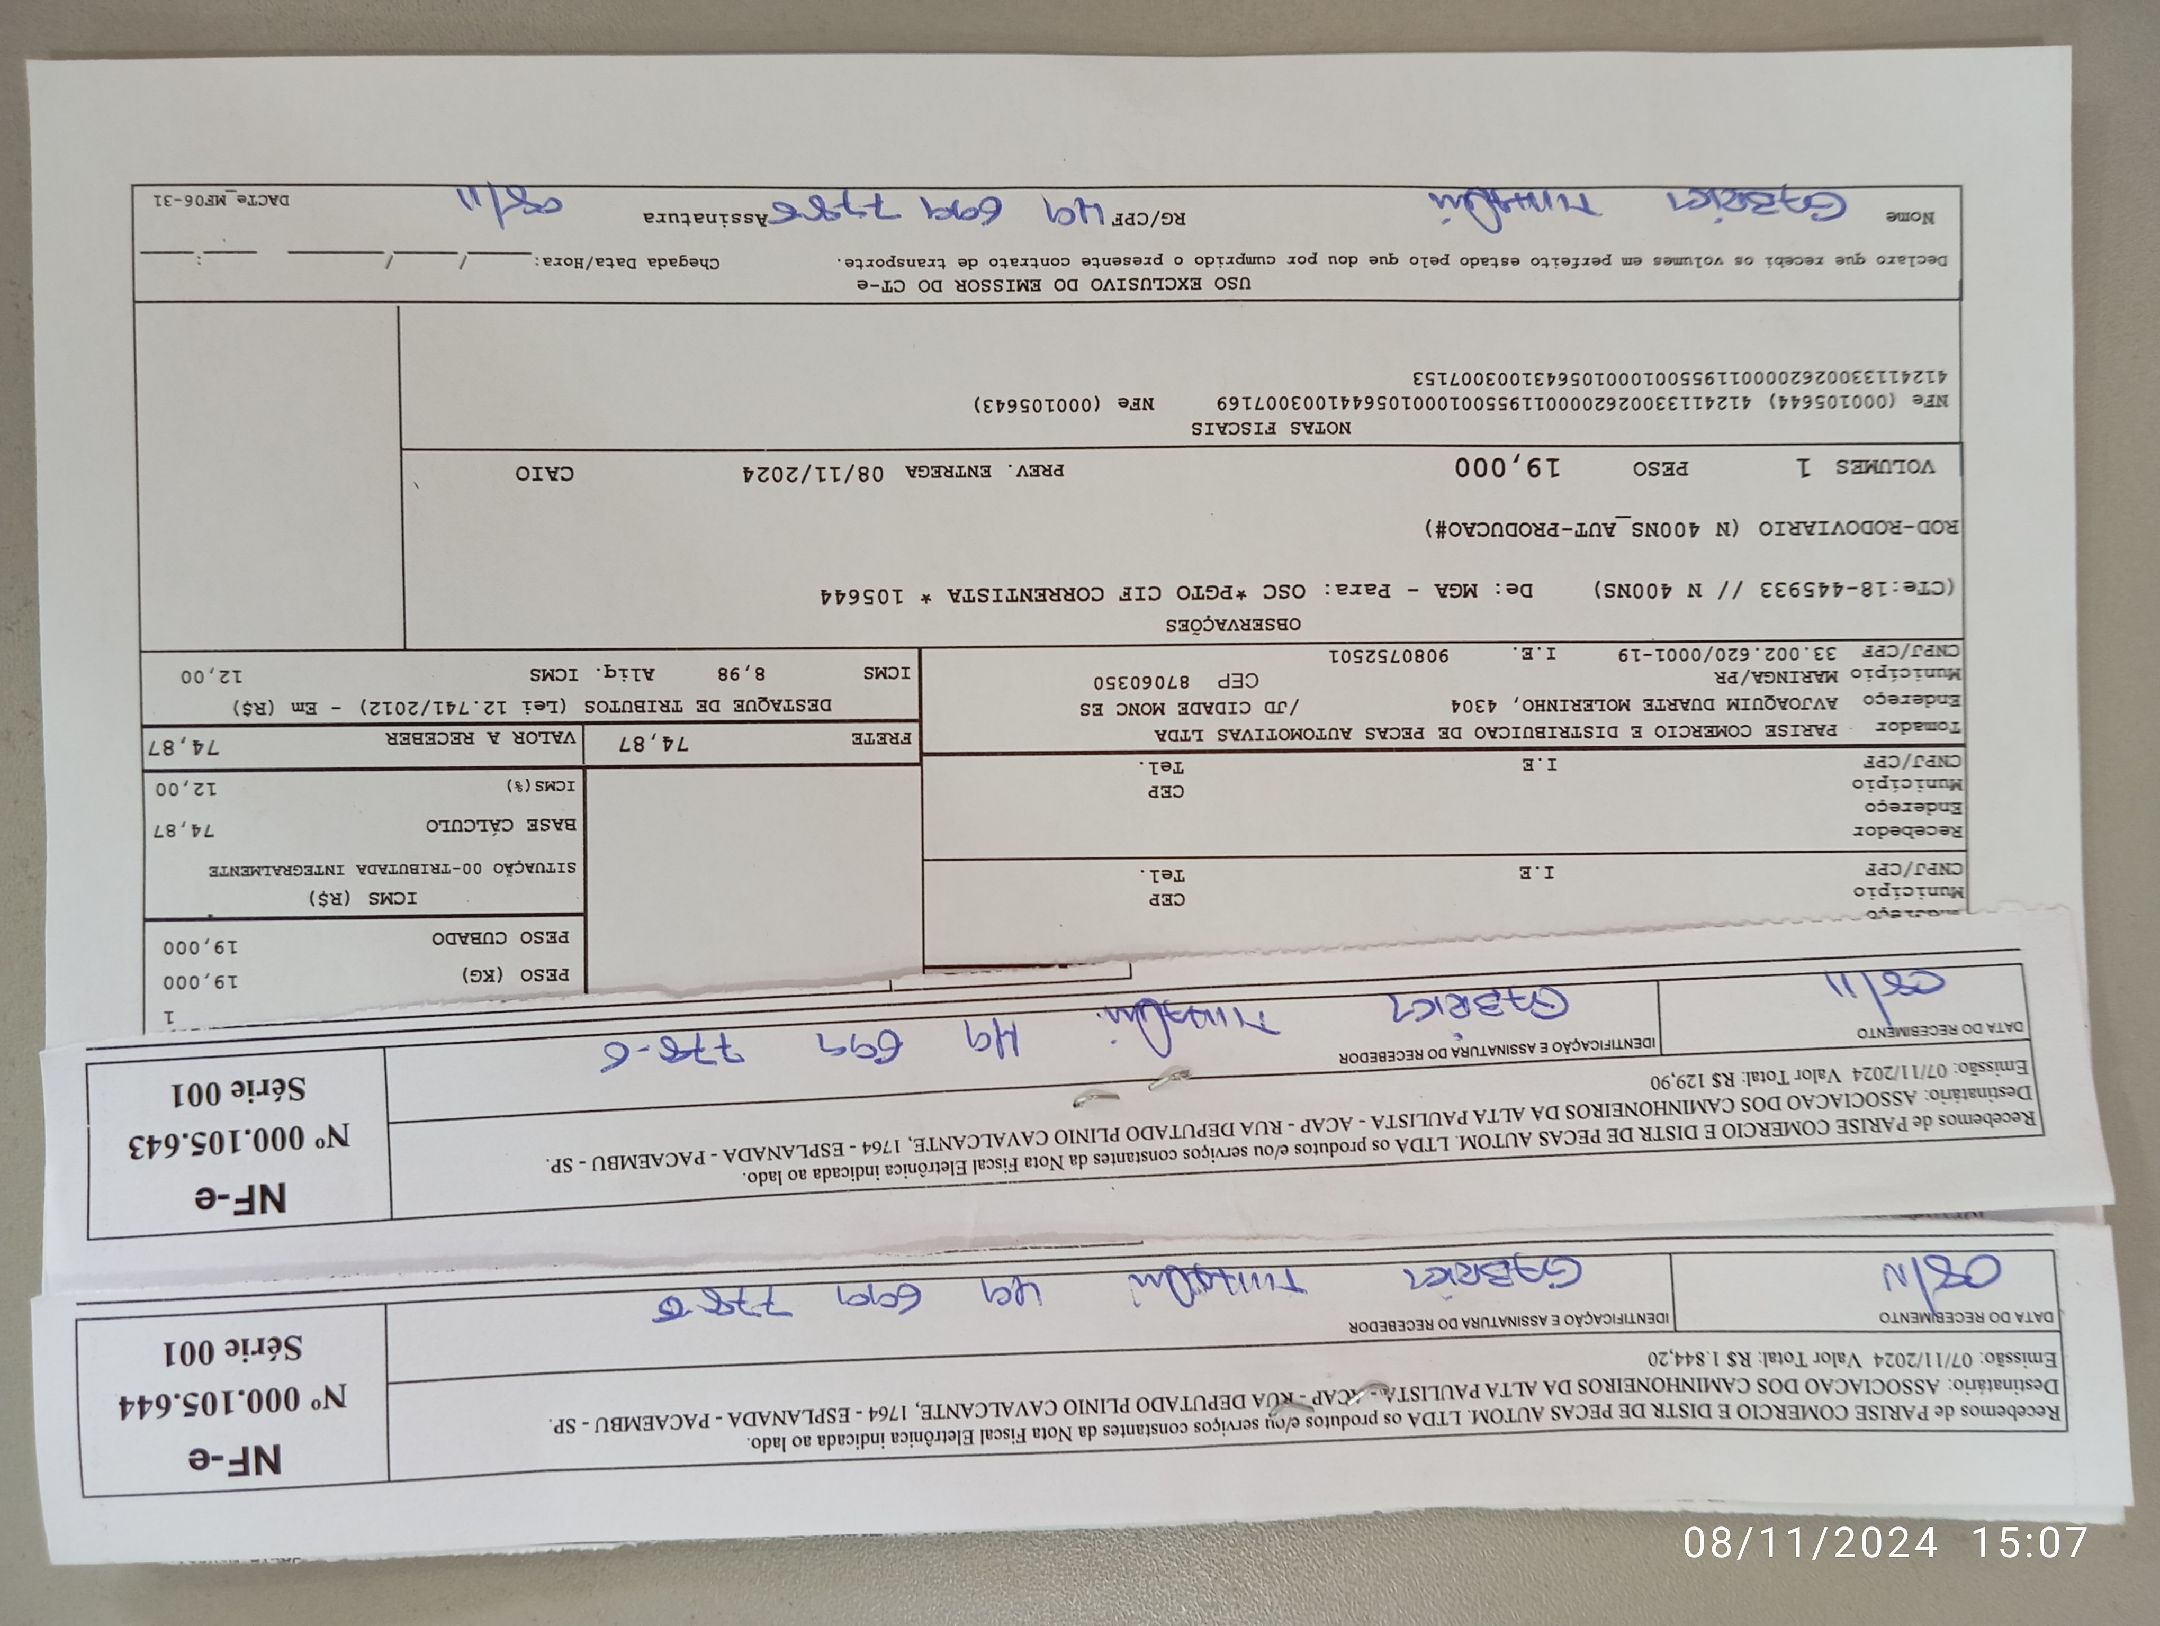 Recebemos de PARISE COMERCIO E DISTR DE PECAS AUTOM. LTDA os produtos e/ou serviços constantes da Nota Fiscal Eletrônica indicada ao lado.
Destinatário: ASSOCIACAO DOS CAMINHONEIROS DA ALTA PAULISTA - ACAP - RUA DEPUTADO PLINIO CAVALCANTE, 1764 - ESPLANADA - PACAEMBU - SP.
Emissão: 07/11/2024 Valor Total: R$ 1.844,20
DATA DO RECEBIMENTO
08/11
IDENTIFICAÇÃO E ASSINATURA DO RECEBEDOR
GABRIEL 49 699 778-6
NF-e
Nº 000.105.644
Série 001
Recebemos de PARISE COMERCIO E DISTR DE PECAS AUTOM. LTDA os produtos e/ou serviços constantes da Nota Fiscal Eletrônica indicada ao lado.
Destinatário: ASSOCIACAO DOS CAMINHONEIROS DA ALTA PAULISTA - ACAP - RUA DEPUTADO PLINIO CAVALCANTE, 1764 - ESPLANADA - PACAEMBU - SP.
Emissão: 07/11/2024 Valor Total: R$ 129,90
DATA DO RECEBIMENTO
08/11
IDENTIFICAÇÃO E ASSINATURA DO RECEBEDOR
GABRIEL 49 699 778-6
NF-e
Nº 000.105.643
Série 001
1
PESO (KG) 19,000
PESO CUBADO 19,000
ICMS (R$)
SITUAÇÃO 00-TRIBUTADA INTEGRALMENTE
BASE CÁLCULO 74,87
ICMS(%) 12,00
Município CEP
CNPJ/CPF I.E Tel.
Recebedor
Endereço
Município CEP
CNPJ/CPF I.E Tel.
FRETE 74,87 VALOR A RECEBER 74,87
Tomador PARISE COMERCIO E DISTRIBUICAO DE PECAS AUTOMOTIVAS LTDA
Endereço AVJOAQUIM DUARTE MOLERINHO, 4304 /JD CIDADE MONC ES
Município MARINGA/PR CEP 87060350
CNPJ/CPF 33.002.620/0001-19 I.E. 9080752501
DESTAQUE DE TRIBUTOS (Lei 12.741/2012) - Em (R$)
ICMS 8,98 Aliq. ICMS 12,00
OBSERVAÇÕES
(CTe:18-445933 // N 400NS) De: MGA - Para: OSC *PGTO CIF CORRENTISTA * 105644
ROD-RODOVIARIO (N 400NS_AUT-PRODUCAO#)
VOLUMES 1 PESO 19,000 PREV. ENTREGA 08/11/2024 CAIO
NOTAS FISCAIS
NFe (000105644) 41241133002620000119550010001056441003007169 NFe (000105643)
41241133002620000119550010001056431003007153
USO EXCLUSIVO DO EMISSOR DO CT-e
Declaro que recebi os volumes em perfeito estado pelo que dou por cumprido o presente contrato de transporte. Chegada Data/Hora: ____/____/____ ____:____
Nome GABRIEL RG/CPF 49 699 778 6 Assinatura 08/11
DACTe_MF06-31
08/11/2024 15:07